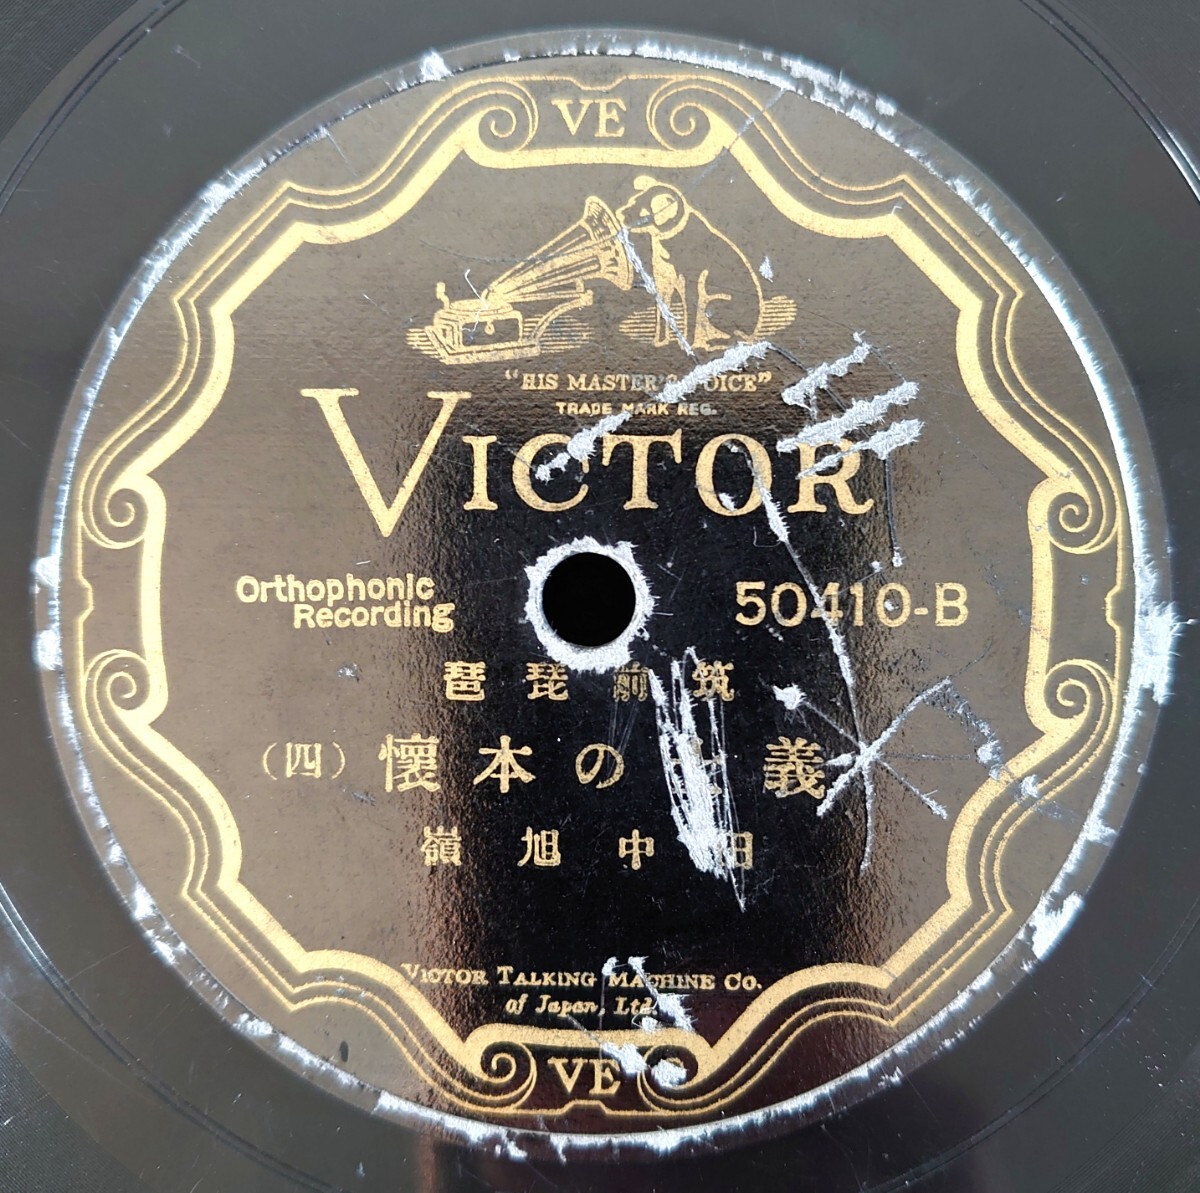 VE
"HIS MASTER'S VOICE"
TRADE MARK REG.
VICTOR
Orthophonic
Recording
50410-B
筑前琵琶
義士の本懷(四)
田中旭嶺
VICTOR TALKING MACHINE CO.
of Japan, Ltd.
VE